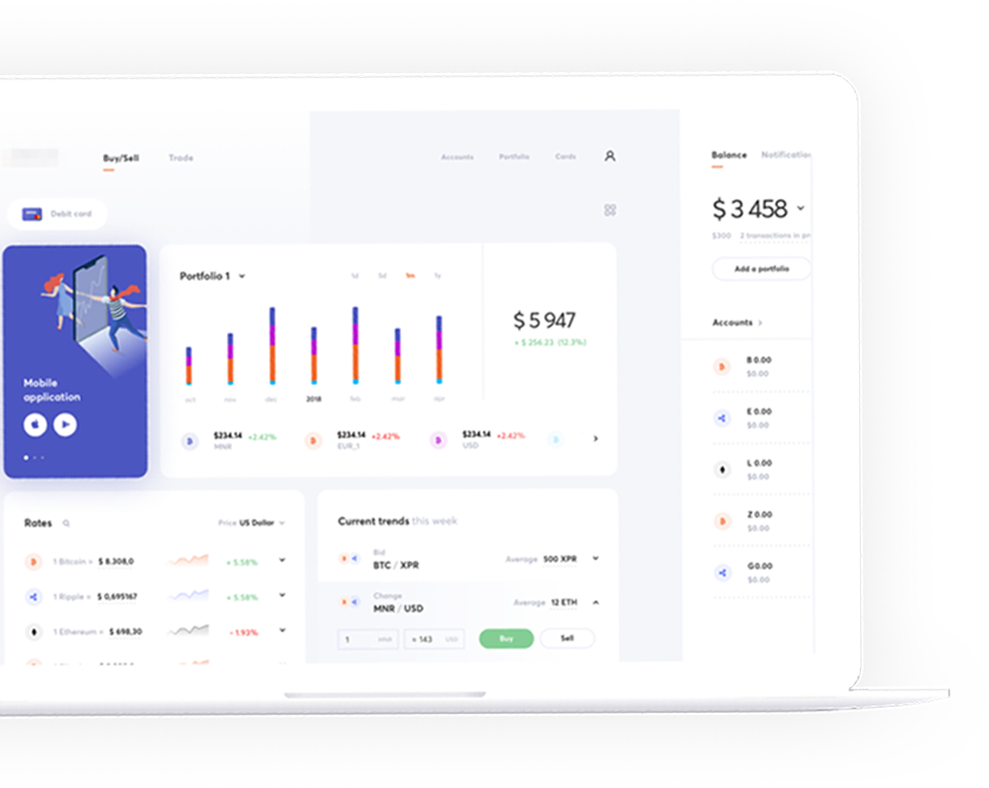 Buy/Sell
Trade
Accounts
Portfolio
Cards
Debit card
Mobile
application
Portfolio 1
1d
5d
1m
1y
$ 5 947
+ $ 256.23 (12.3%)
oct
nov
dec
2018
feb
mar
apr
$234.14 +2.42%
MNR
$234.14 +2.42%
EUR_1
$234.14 +2.42%
USD
Rates
Price US Dollar
1 Bitcoin = $ 8.308,0
+ 5.58%
1 Ripple = $ 0,695167
+ 5.58%
1 Ethereum = $ 698,30
- 1.93%
Current trends this week
Bid
BTC / XPR
Average 500 XPR
Change
MNR / USD
Average 12 ETH
1 MNR
≈ 143 USD
Buy
Sell
Balance
$ 3 458
$300
2 transactions in
Add a portfolio
Accounts >
B 0.00
$0.00
E 0.00
$0.00
L 0.00
$0.00
Z 0.00
$0.00
G0.00
$0.00